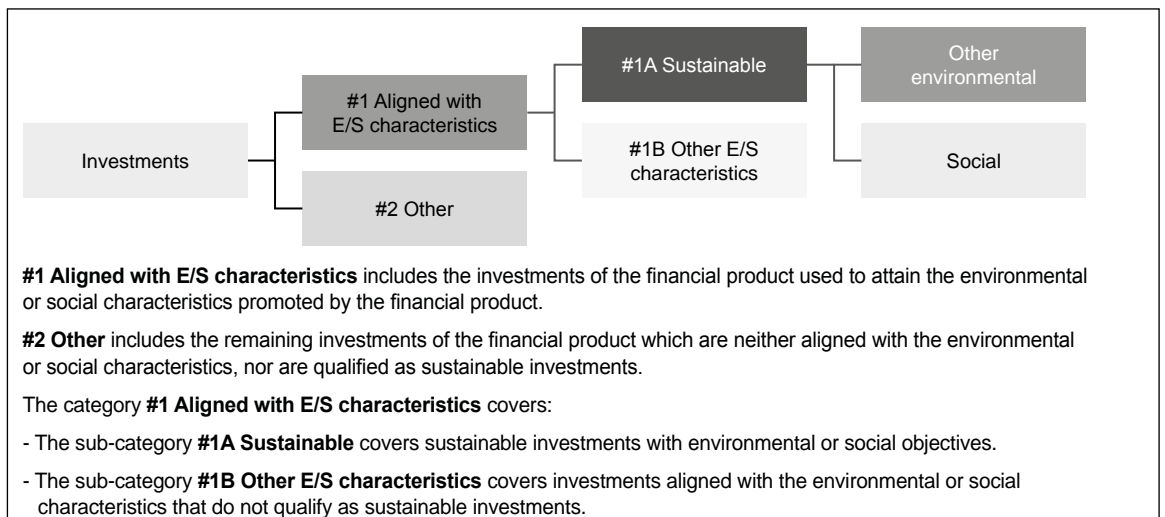 Investments
#1 Aligned with
E/S characteristics
#2 Other
#1A Sustainable
#1B Other E/S
characteristics
Other
environmental
Social
#1 Aligned with E/S characteristics includes the investments of the financial product used to attain the environmental
or social characteristics promoted by the financial product.
#2 Other includes the remaining investments of the financial product which are neither aligned with the environmental
or social characteristics, nor are qualified as sustainable investments.
The category #1 Aligned with E/S characteristics covers:
- The sub-category #1A Sustainable covers sustainable investments with environmental or social objectives.
- The sub-category #1B Other E/S characteristics covers investments aligned with the environmental or social
characteristics that do not qualify as sustainable investments.